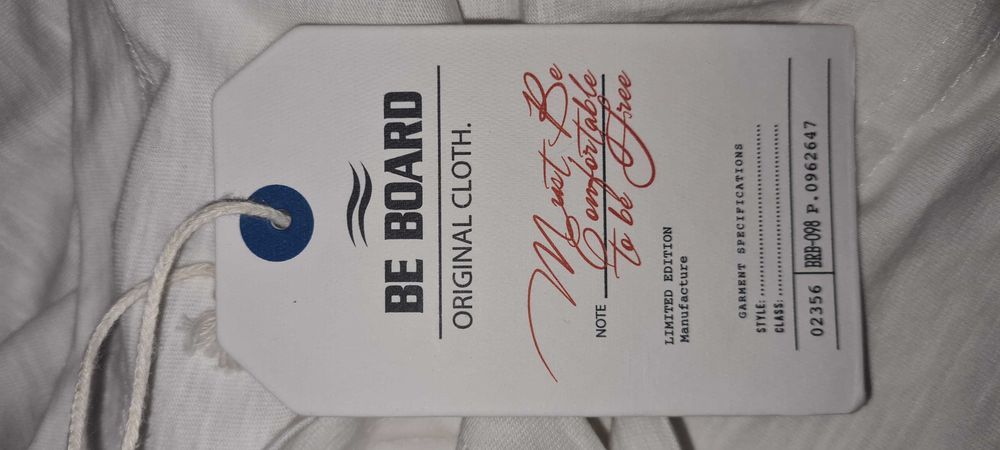 BE BOARD
ORIGINAL CLOTH.
Must, Be
Comfortable
NOTE
To be Free
LIMITED EDITION
Manufacture
GARMENT SPECIFICATIONS
STYLE:
CLASS:
02356 BRB-098 P.0962647